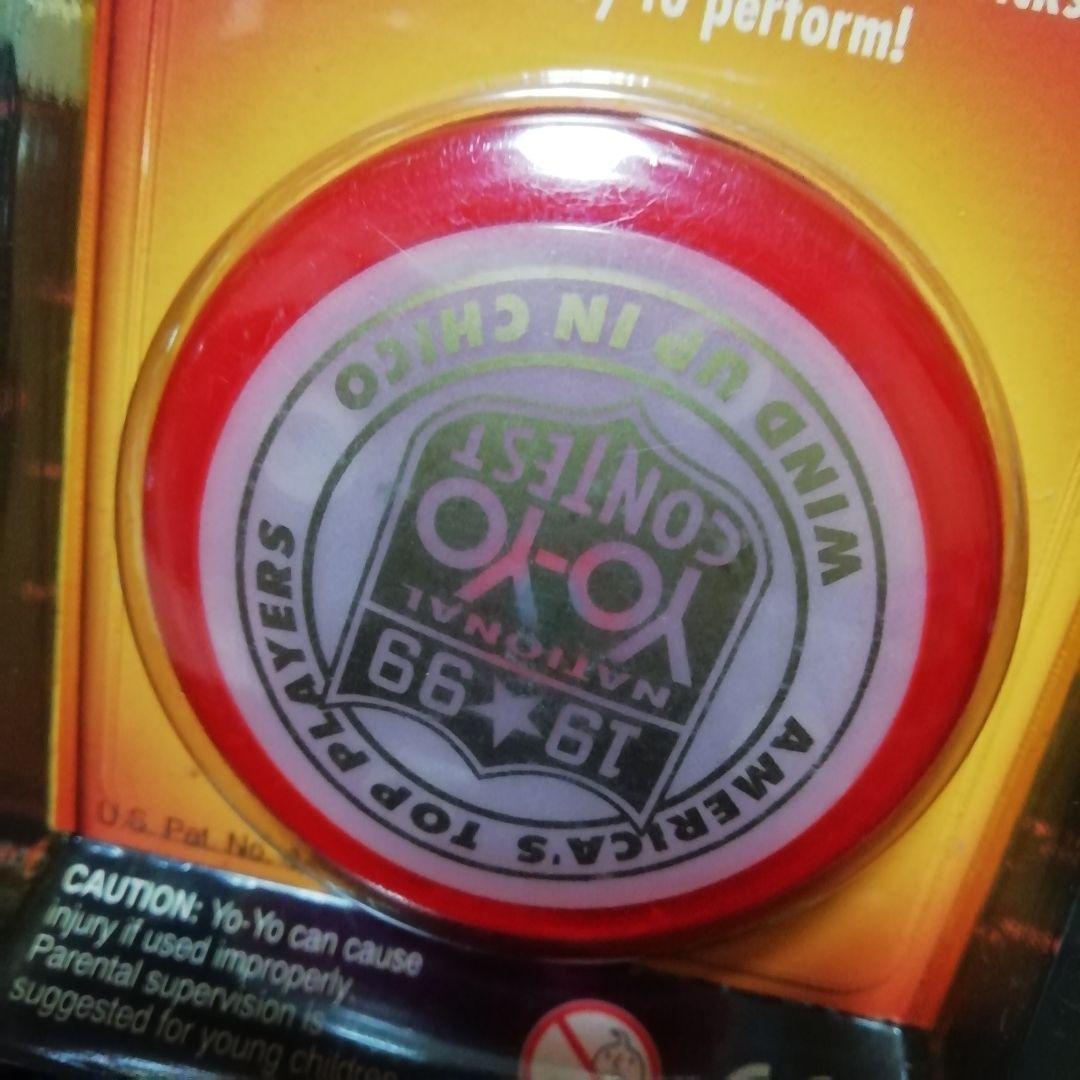 to perform!
AMERICA'S TOP PLAYERS
19★99
NATIONAL
YO-YO
CONTEST
WIND UP IN CHICO
U.S. Pat. No.
CAUTION: Yo-Yo can cause
injury if used improperly.
Parental supervision is
suggested for young children